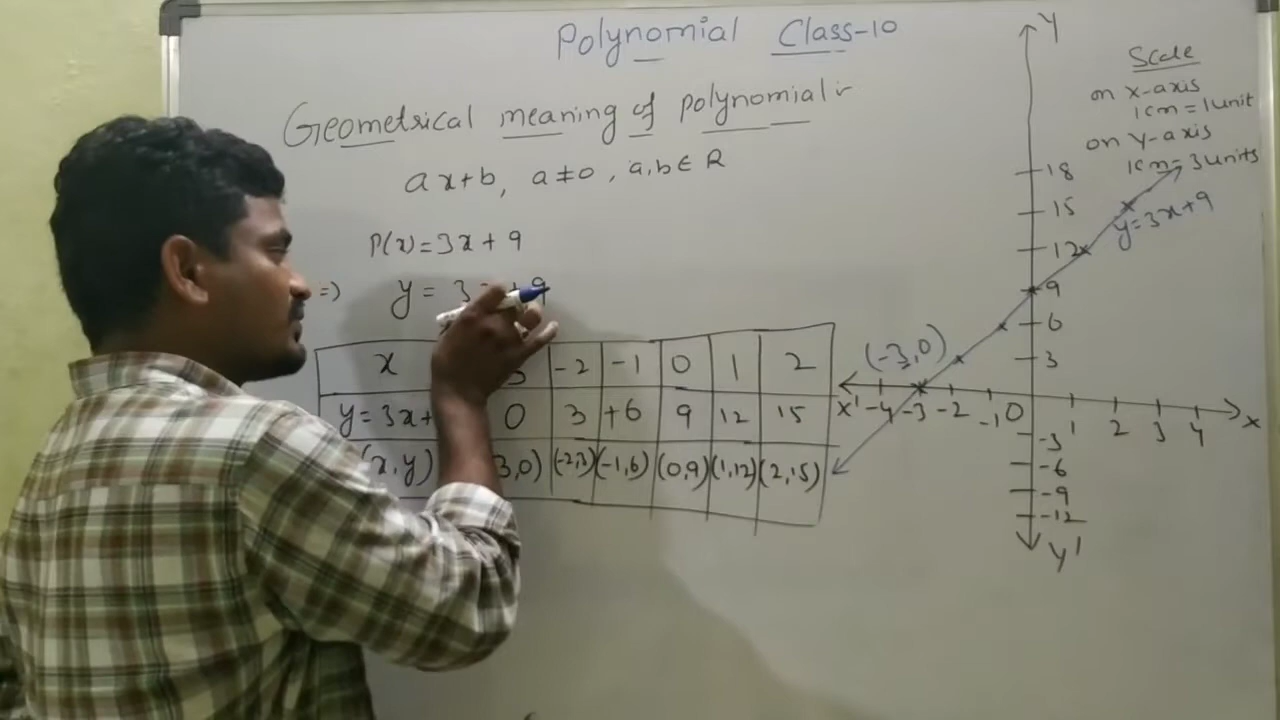 Polynomial Class-10
Geometrical meaning of polynomial :-
ax+b, a≠0, a,b∈R
P(x)=3x+9
=) y = 3 +9
x 3 -2 -1 0 1 2
y=3x+ 0 3 +6 9 12 15
(x,y) 3,0) (-2,3) (-1,6) (0,9) (1,12) (2,15)
Y
Scale
on x-axis
1cm=1unit
on y-axis
1cm=3units
18
15
y=3x+9
12
9
6
(-3,0)
3
x' -4 -3 -2 -1 0 1 2 3 4 x
-3
-6
-9
-12
y'